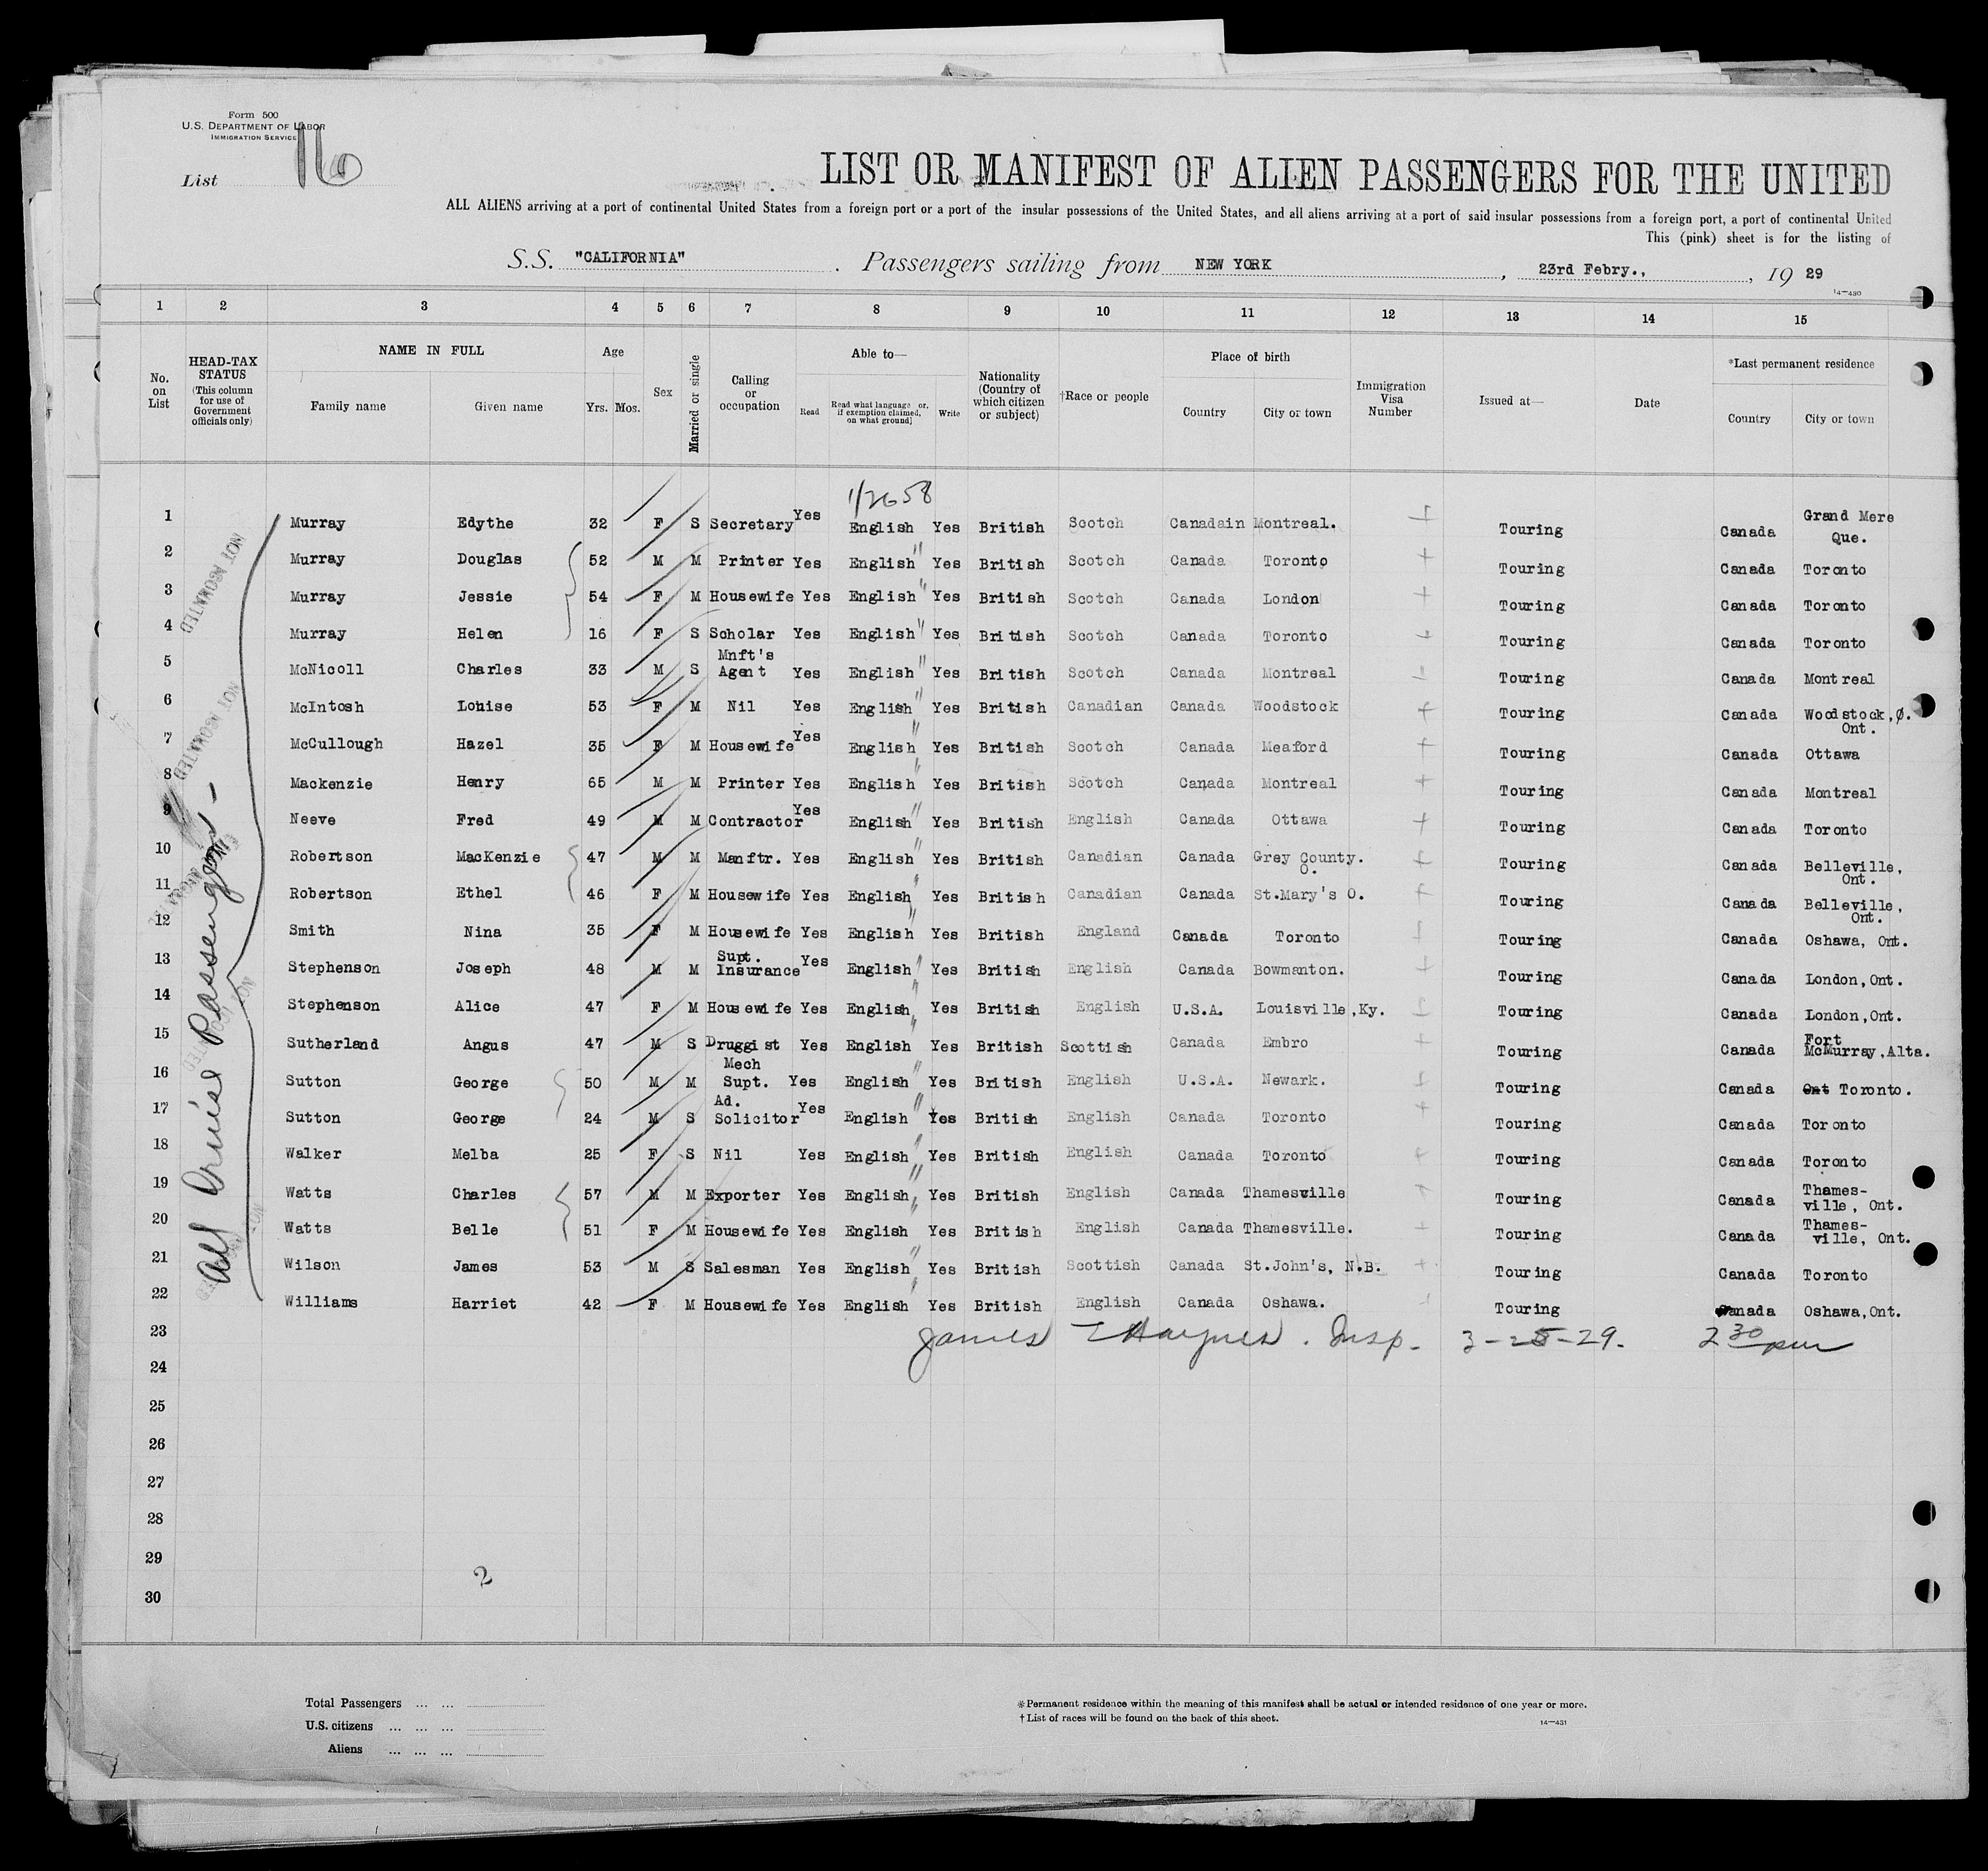 Form 500
U.S. DEPARTMENT OF LABOR
IMMIGRATION SERVICE
List 16
LIST OR MANIFEST OF ALIEN PASSENGERS FOR THE UNITED
ALL ALIENS arriving at a port of continental United States from a foreign port or a port of the insular possessions of the United States, and all aliens arriving at a port of said insular possessions from a foreign port, a port of continental United
This (pink) sheet is for the listing of
S.S. "CALIFORNIA" . Passengers sailing from NEW YORK , 23rd Febry., , 19 29
14—430
1 2 3 4 5 6 7 8 9 10 11 12 13 14 15
No. on List
HEAD-TAX STATUS (This column for use of Government officials only)
NAME IN FULL
Family name Given name
Age
Yrs. Mos.
Sex
Married or single
Calling or occupation
Able to—
Read
Read what language or, if exemption claimed, on what ground]
Write
Nationality (Country of which citizen or subject)
†Race or people
Place of birth
Country City or town
Immigration Visa Number
Issued at—
Date
*Last permanent residence
Country City or town
1/2658
1 Murray Edythe 32 F S Secretary Yes English Yes British Scotch Canadain Montreal. Touring Canada Grand Mere Que.
2 Murray Douglas 52 M M Printer Yes English " Yes British Scotch Canada Toronto Touring Canada Toronto
3 Murray Jessie 54 F M Housewife Yes English " Yes British Scotch Canada London Touring Canada Toronto
4 Murray Helen 16 F S Scholar Yes English " Yes British Scotch Canada Toronto Touring Canada Toronto
5 McNicoll Charles 33 M S Mnft's Agent Yes English " Yes British Scotch Canada Montreal Touring Canada Montreal
6 McIntosh Louise 53 F M Nil Yes English " Yes British Canadian Canada Woodstock Touring Canada Woodstock,O. Ont.
7 McCullough Hazel 35 F M Housewife Yes English " Yes British Scotch Canada Meaford Touring Canada Ottawa
8 Mackenzie Henry 65 M M Printer Yes English " Yes British Scotch Canada Montreal Touring Canada Montreal
9 Neeve Fred 49 M M Contractor Yes English " Yes British English Canada Ottawa Touring Canada Toronto
10 Robertson MacKenzie 47 M M Manftr. Yes English " Yes British Canadian Canada Grey County. O. Touring Canada Belleville, Ont.
11 Robertson Ethel 46 F M Housewife Yes English " Yes British Canadian Canada St.Mary's O. Touring Canada Belleville, Ont.
12 Smith Nina 35 F M Housewife Yes English " Yes British England Canada Toronto Touring Canada Oshawa, Ont.
13 Stephenson Joseph 48 M M Supt. Insurance Yes English " Yes British English Canada Bowmanton. Touring Canada London,Ont.
14 Stephenson Alice 47 F M Housewife Yes English " Yes British English U.S.A. Louisville,Ky. Touring Canada London,Ont.
15 Sutherland Angus 47 M S Druggist Yes English " Yes British Scottish Canada Embro Touring Canada Fort McMurray,Alta.
16 Sutton George 50 M M Mech Supt. Yes English " Yes British English U.S.A. Newark. Touring Canada Ont Toronto.
17 Sutton George 24 M S Ad. Solicitor Yes English " Yes British English Canada Toronto Touring Canada Toronto
18 Walker Melba 25 F S Nil Yes English " Yes British English Canada Toronto Touring Canada Toronto
19 Watts Charles 57 M M Exporter Yes English " Yes British English Canada Thamesville Touring Canada Thames- ville, Ont.
20 Watts Belle 51 F M Housewife Yes English " Yes British English Canada Thamesville. Touring Canada Thames- ville, Ont.
21 Wilson James 53 M S Salesman Yes English " Yes British Scottish Canada St.John's, N.B. Touring Canada Toronto
22 Williams Harriet 42 F M Housewife Yes English " Yes British English Canada Oshawa. Touring Canada Oshawa,Ont.
23 James E Haynes. Insp. 3-25-29. 2 30 pm
24
25
26
27
28
29
30
2
All Cruise Passengers -
NOT ADMITTED
NOT ADMITTED
Total Passengers ... ...
U.S. citizens ... ... ...
Aliens ... ... ...
*Permanent residence within the meaning of this manifest shall be actual or intended residence of one year or more.
†List of races will be found on the back of this sheet.
14—431